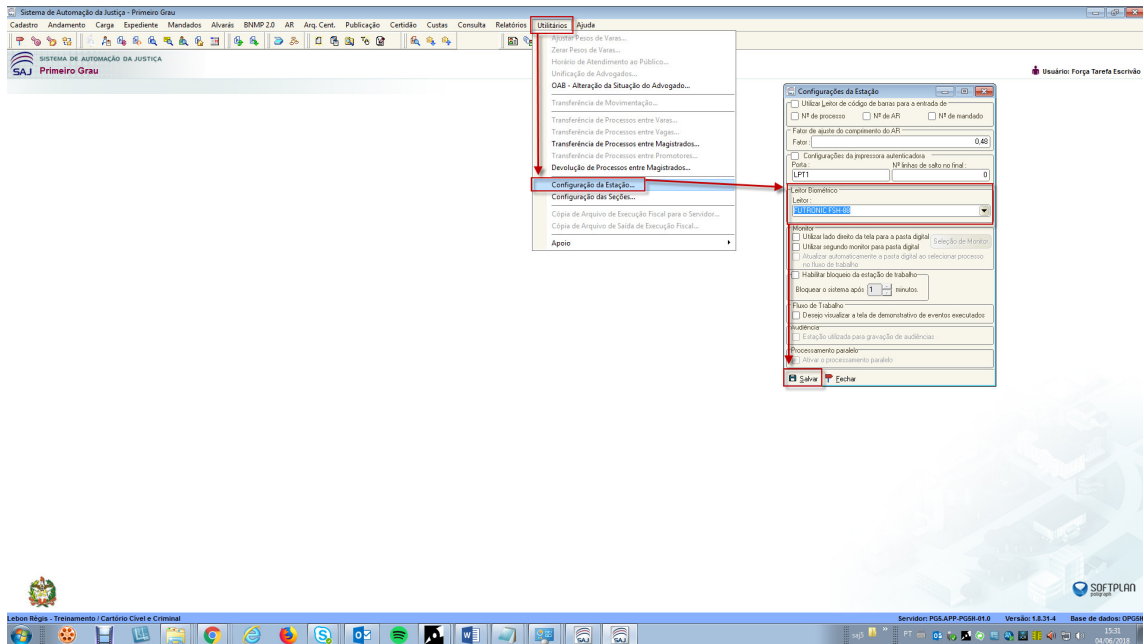 Sistema de Automação da Justiça - Primeiro Grau
Cadastro Andamento Carga Expediente Mandados Alvarás BNMP 2.0 AR Arq. Cent. Publicação Certidão Custas Consulta Relatórios Utilitários Ajuda
SISTEMA DE AUTOMAÇÃO DA JUSTIÇA
SAJ Primeiro Grau
Usuário: Força Tarefa Escrivão
Ajustar Pesos de Varas...
Zerar Pesos de Varas...
Horário de Atendimento ao Público...
Unificação de Advogados...
OAB - Alteração da Situação do Advogado...
Transferência de Movimentação...
Transferência de Processos entre Varas...
Transferência de Processos entre Vagas...
Transferência de Processos entre Magistrados...
Transferência de Processos entre Promotores...
Devolução de Processos entre Magistrados...
Configuração da Estação...
Configuração das Seções...
Cópia de Arquivo de Execução Fiscal para o Servidor...
Cópia de Arquivo de Saída de Execução Fiscal...
Apoio
Configurações da Estação
Utilizar Leitor de código de barras para a entrada de
Nº de processo Nº de AR Nº de mandado
Fator de ajuste do comprimento do AR
Fator: 0,48
Configurações da impressora autenticadora
Porta: Nº linhas de salto no final:
LPT1 0
Leitor Biométrico
Leitor:
FUTRONIC FSH-88
Monitor
Utilizar lado direito da tela para a pasta digital
Utilizar segundo monitor para pasta digital
Seleção de Monitor
Atualizar automaticamente a pasta digital ao selecionar processo
no fluxo de trabalho
Habilitar bloqueio da estação de trabalho
Bloquear o sistema após 1 minutos.
Fluxo de Trabalho
Desejo visualizar a tela de demonstrativo de eventos executados
Audiência
Estação utilizada para gravação de audiências
Processamento paralelo
Ativar o processamento paralelo
Salvar Fechar
SOFTPLAN
Lebon Régis - Treinamento / Cartório Cível e Criminal
Servidor: PG5.APP-PG5H-01.0 Versão: 1.8.31-4 Base de dados: OPG5
saj5 PT 15:31
04/06/2018